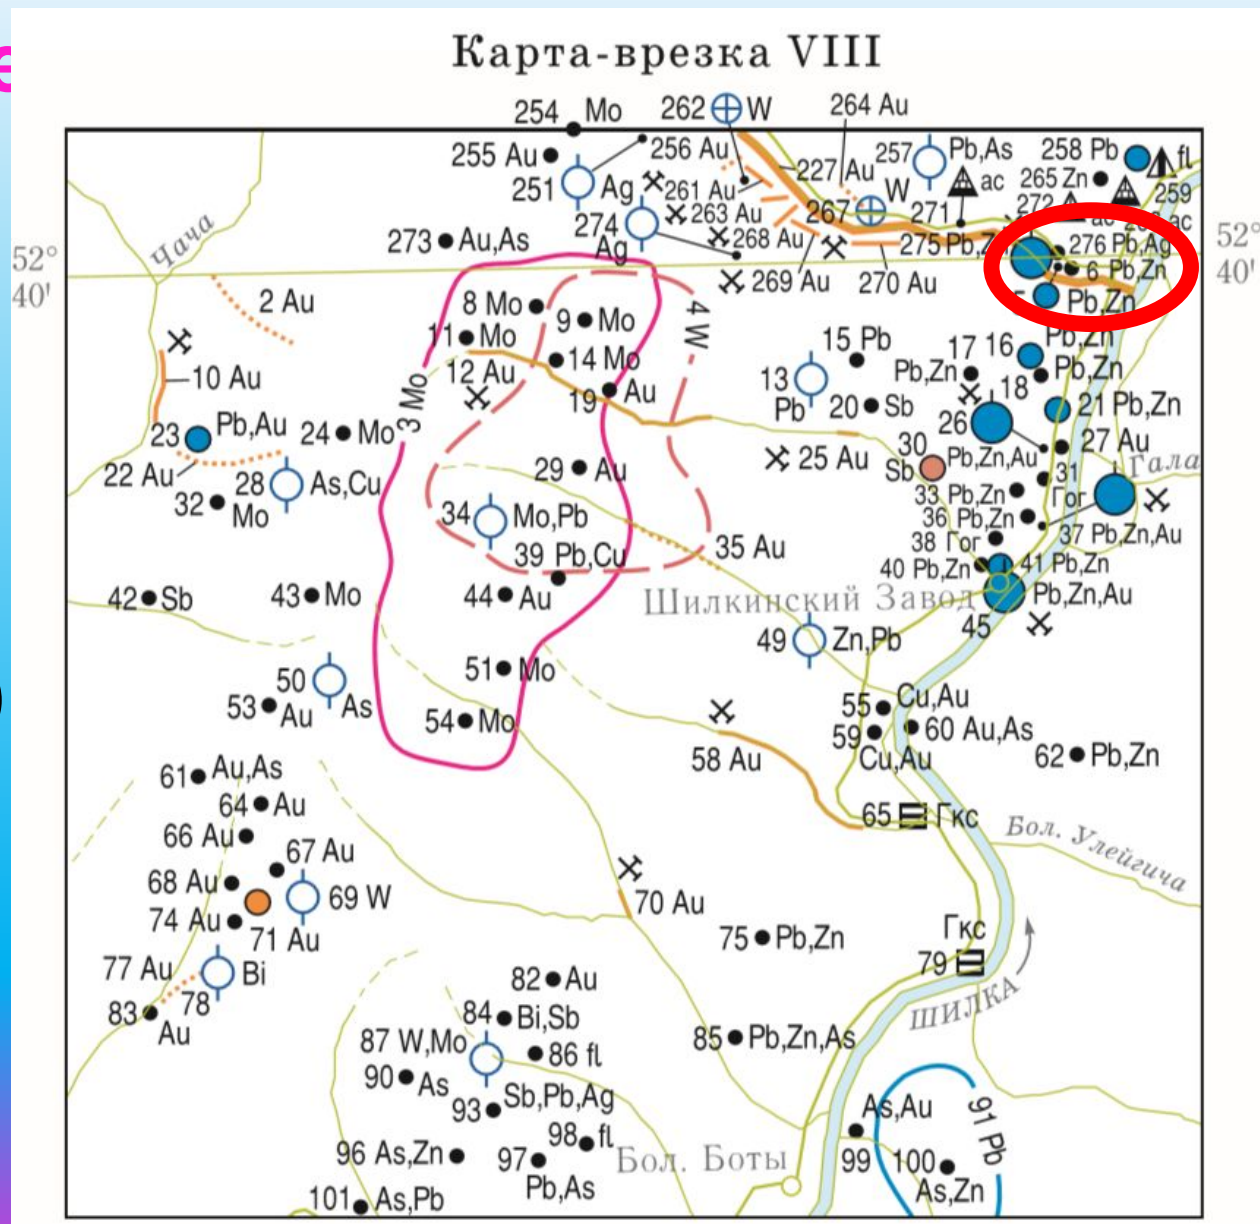 Карта-врезка VIII
254 Mo
262 W
264 Au
255 Au
256 Au
227 Au
257 Pb,As
258 Pb
fl
251 Ag
261 Au
W
ac
265 Zn
259
274 Ag
263 Au
267
271
272
ac
273 Au,As
268 Au
275 Pb,Zn
276 Pb,Ag
Чача
52°
40'
52°
40'
269 Au
270 Au
6 Pb,Zn
2 Au
8 Mo
9 Mo
4 W
Pb,Zn
11 Mo
14 Mo
15 Pb
17
Pb,Zn
16
Pb,Zn
10 Au
12 Au
3 Mo
19 Au
13
Pb
Pb,Zn
18
20 Sb
21 Pb,Zn
23 Pb,Au
24 Mo
26
27 Au
22 Au
28 As,Cu
29 Au
25 Au
30
Sb
Pb,Zn,Au
31
Гор
Гала
32
Mo
34 Mo,Pb
33 Pb,Zn
36 Pb,Zn
37 Pb,Zn,Au
35 Au
38 Гор
39 Pb,Cu
40 Pb,Zn
41 Pb,Zn
42 Sb
43 Mo
44 Au
Шилкинский Завод
Pb,Zn,Au
45
49 Zn,Pb
50
As
51 Mo
53
Au
54 Mo
55
Cu,Au
59
Cu,Au
60 Au,As
62 Pb,Zn
58 Au
61 Au,As
64 Au
65 Гкс
66 Au
Бол. Улейгича
67 Au
68 Au
69 W
70 Au
74 Au
71 Au
75 Pb,Zn
Гкс
79
77 Au
78
Bi
82 Au
83
Au
ШИЛКА
84 Bi,Sb
87 W,Mo
86 fl
85 Pb,Zn,As
90 As
93
Sb,Pb,Ag
As,Au
91 Pb
98 fl
96 As,Zn
97
Pb,As
Бол. Боты
99
100
As,Zn
101 As,Pb